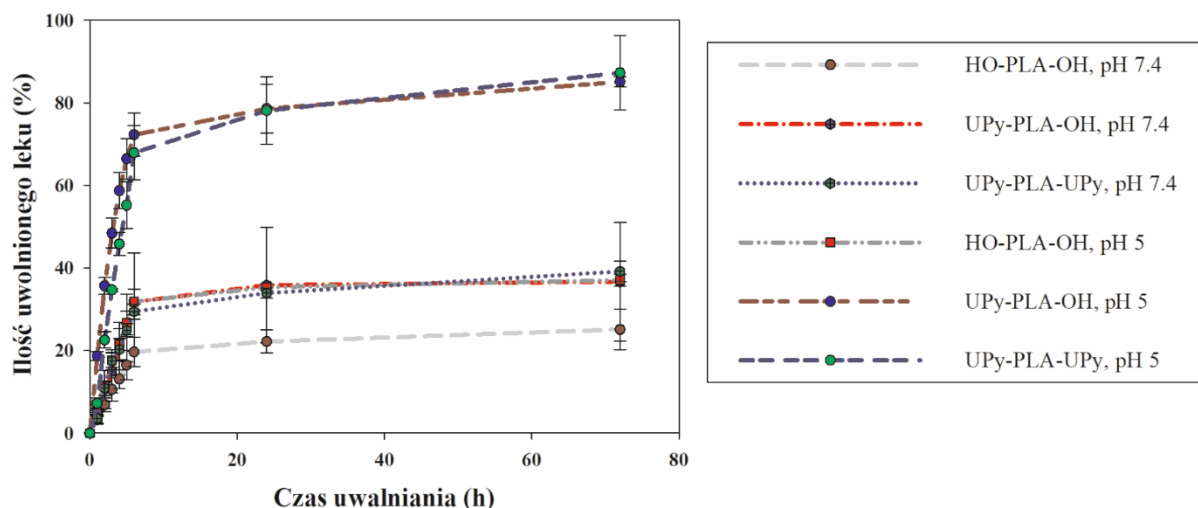 Ilość uwolnionego leku (%)
100
80
60
40
20
0
0 20 40 60 80
Czas uwalniania (h)
HO-PLA-OH, pH 7.4
UPy-PLA-OH, pH 7.4
UPy-PLA-UPy, pH 7.4
HO-PLA-OH, pH 5
UPy-PLA-OH, pH 5
UPy-PLA-UPy, pH 5